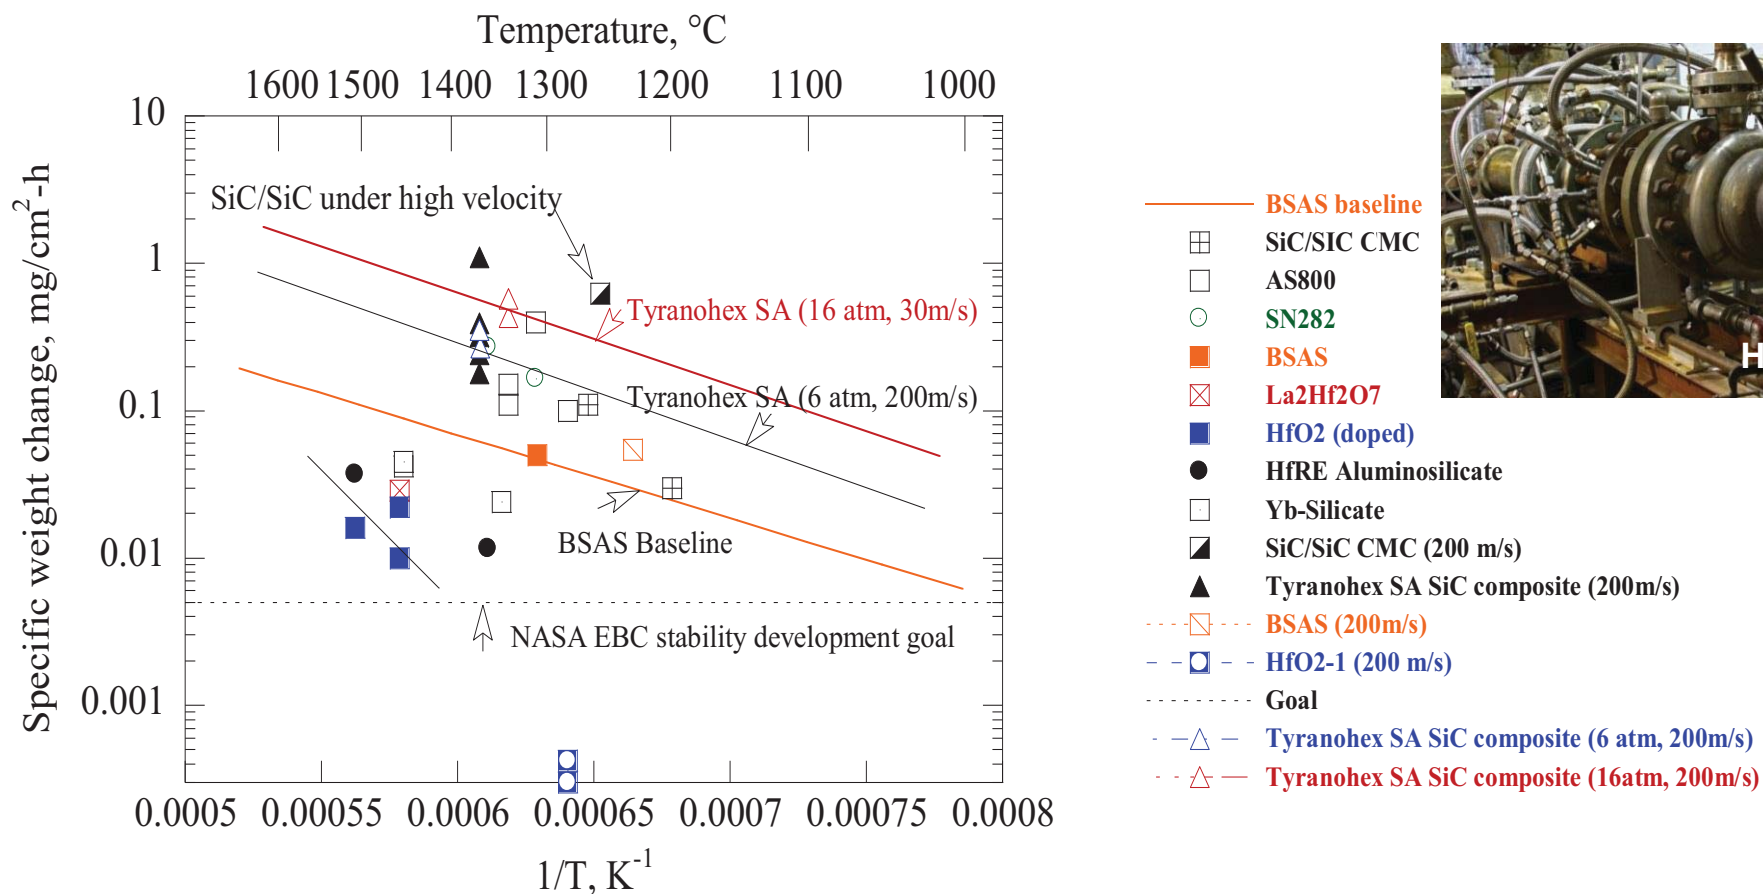 Temperature, °C
1600 1500 1400 1300 1200 1100 1000
10
1
0.1
0.01
0.001
Specific weight change, mg/cm²-h
SiC/SiC under high velocity
Tyranohex SA (16 atm, 30m/s)
Tyranohex SA (6 atm, 200m/s)
BSAS Baseline
NASA EBC stability development goal
0.0005 0.00055 0.0006 0.00065 0.0007 0.00075 0.0008
1/T, K⁻¹
BSAS baseline
SiC/SIC CMC
AS800
SN282
BSAS
La2Hf2O7
HfO2 (doped)
HfRE Aluminosilicate
Yb-Silicate
SiC/SiC CMC (200 m/s)
Tyranohex SA SiC composite (200m/s)
BSAS (200m/s)
HfO2-1 (200 m/s)
Goal
Tyranohex SA SiC composite (6 atm, 200m/s)
Tyranohex SA SiC composite (16atm, 200m/s)
H